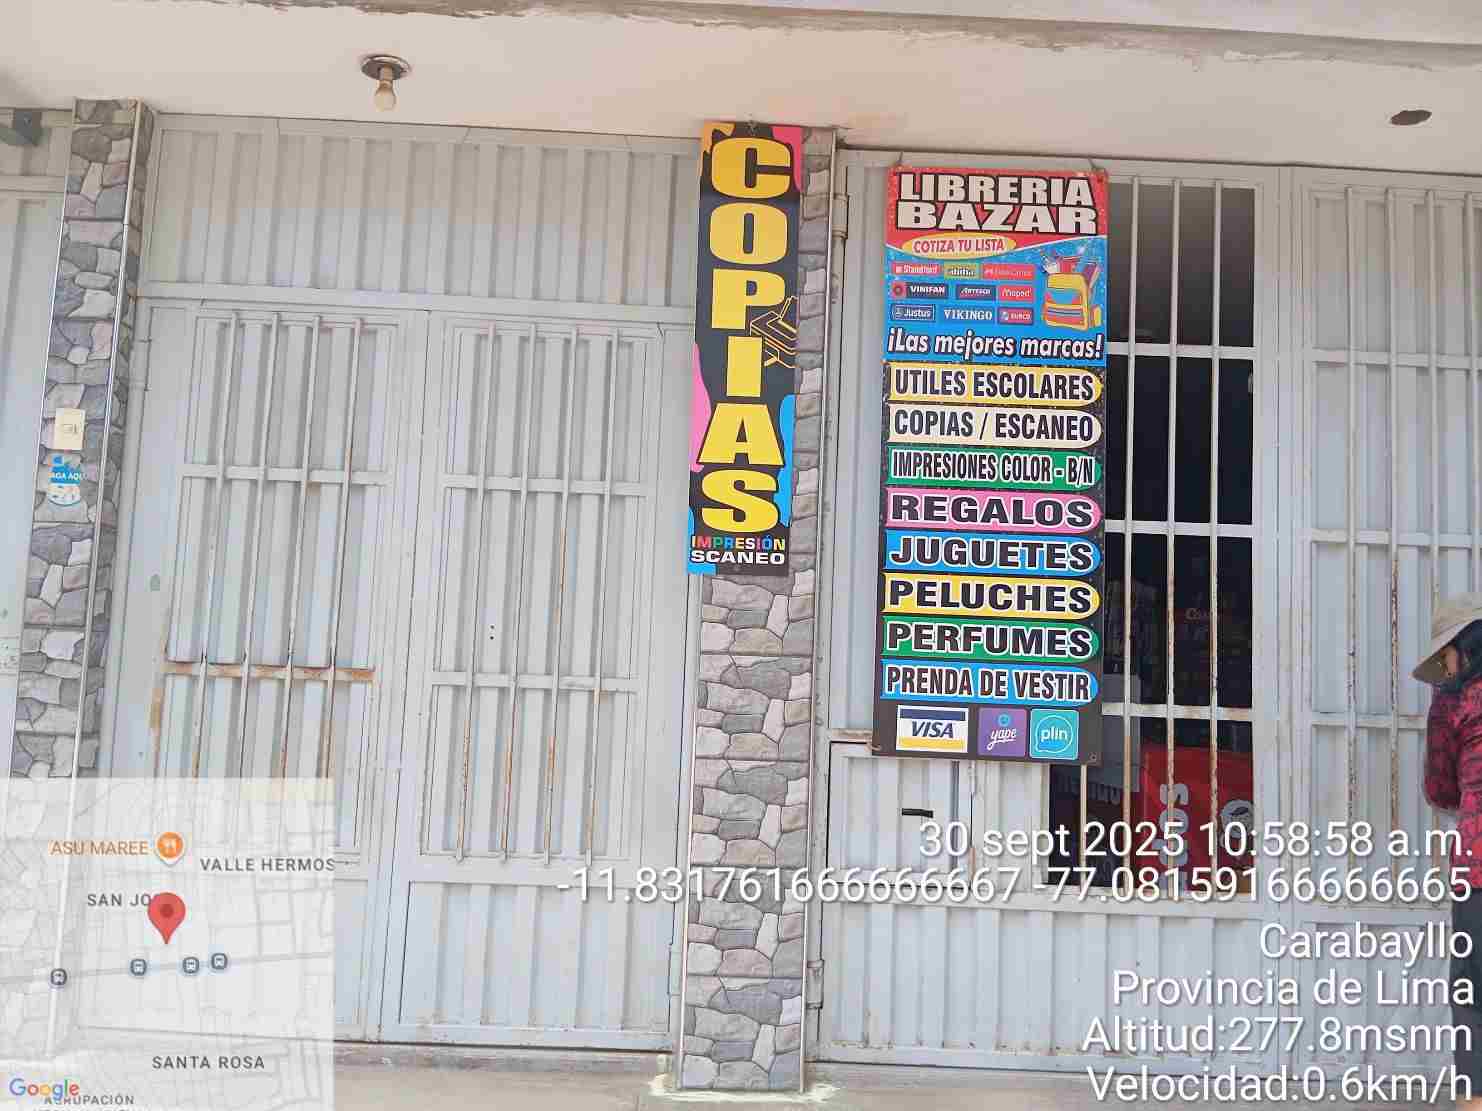 COPIAS
IMPRESIÓN
SCANEO
LIBRERIA
BAZAR
COTIZA TU LISTA
Standford
VINIFAN
ARTESCO
Maped
Justus
VIKINGO
¡Las mejores marcas!
UTILES ESCOLARES
COPIAS / ESCANEO
IMPRESIONES COLOR - B/N
REGALOS
JUGUETES
PELUCHES
PERFUMES
PRENDA DE VESTIR
VISA
yape
plin
30 sept 2025 10:58:58 a.m.
-11.831761666666667 -77.08159166666665
Carabayllo
Provincia de Lima
Altitud:277.8msnm
Velocidad:0.6km/h
ASU MAREE
VALLE HERMOS
SAN JO
SANTA ROSA
Google
AGRUPACIÓN